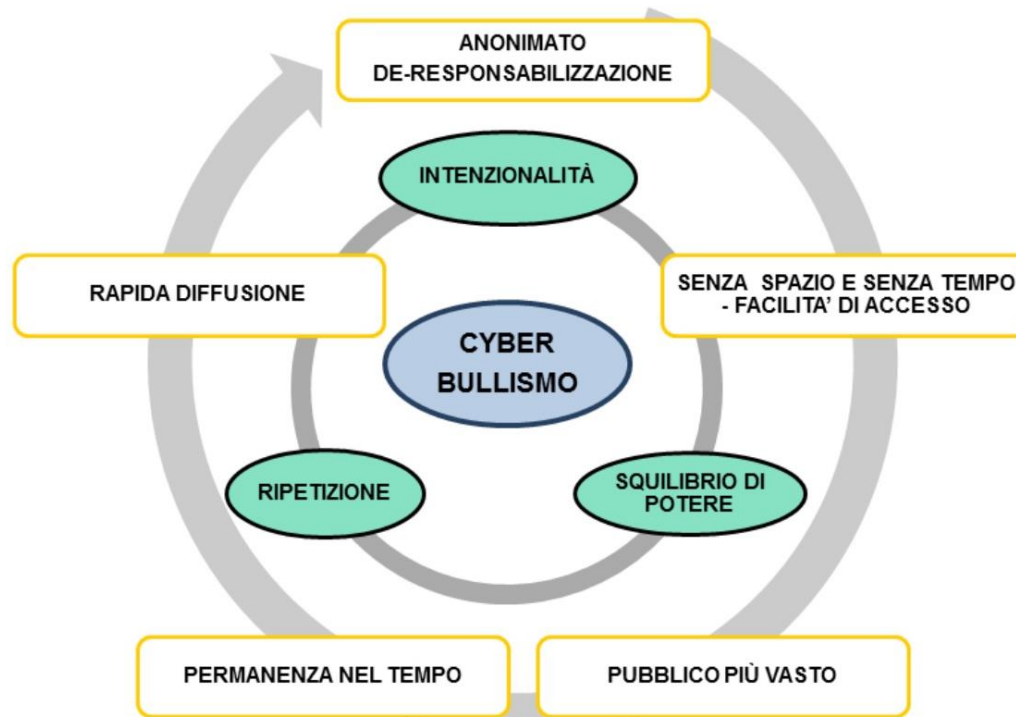 ANONIMATO
DE-RESPONSABILIZZAZIONE
INTENZIONALITÀ
RAPIDA DIFFUSIONE
SENZA SPAZIO E SENZA TEMPO
- FACILITA’ DI ACCESSO
CYBER
BULLISMO
RIPETIZIONE
SQUILIBRIO DI
POTERE
PERMANENZA NEL TEMPO
PUBBLICO PIÙ VASTO